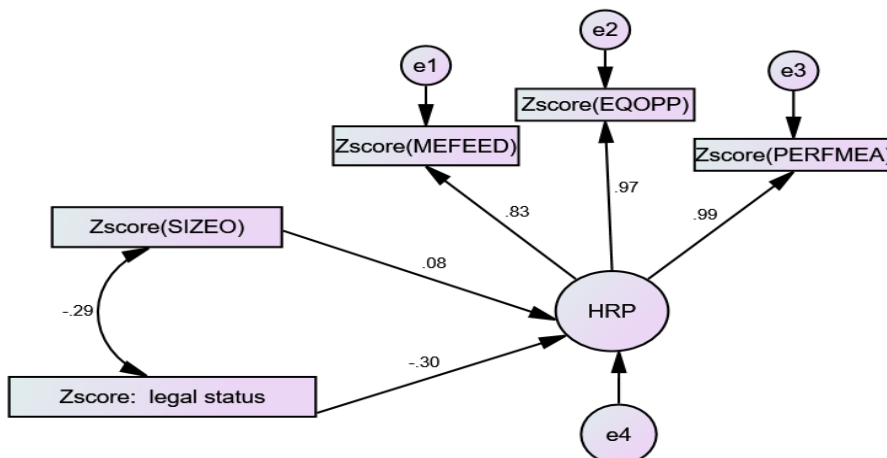 e2
e1
e3
Zscore(EQOPP)
Zscore(MEFEED)
Zscore(PERFMEA)
.97
.83
.99
Zscore(SIZEO)
.08
-.29
HRP
-.30
Zscore: legal status
e4